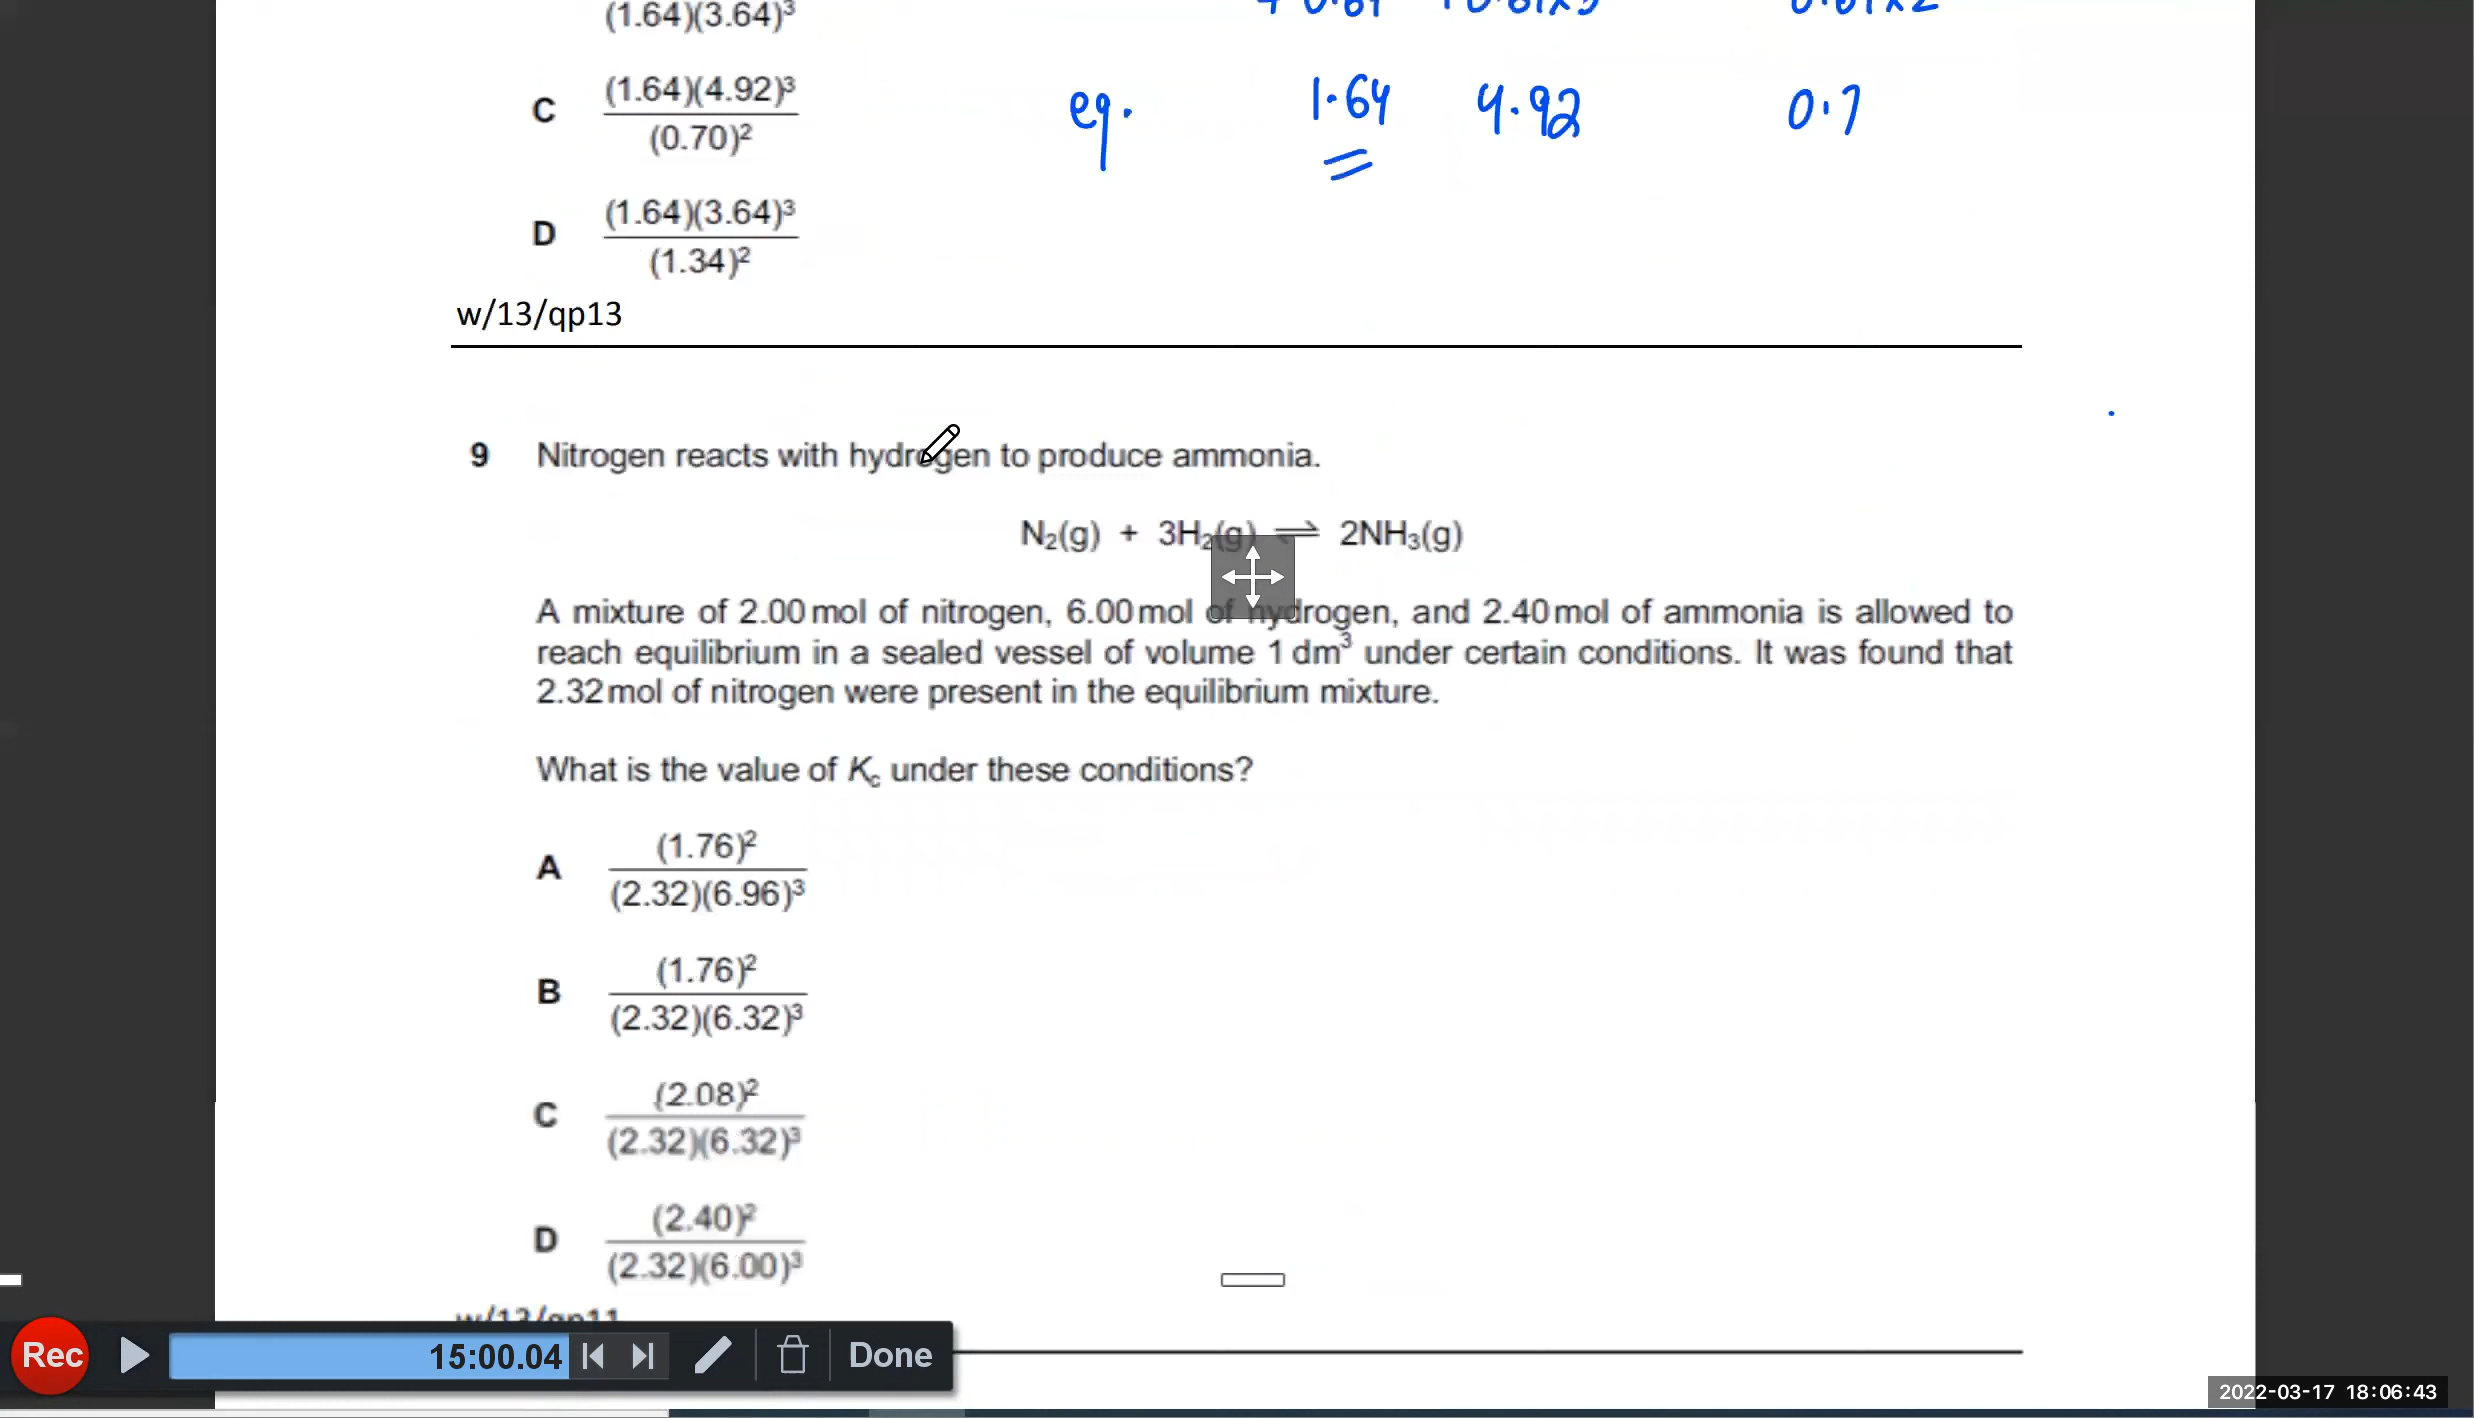 (1.64)(3.64)³
C (1.64)(4.92)³
(0.70)²
eq. 1.64 4.92 0.7
D (1.64)(3.64)³
(1.34)²
w/13/qp13
9 Nitrogen reacts with hydrogen to produce ammonia.
N₂(g) + 3H₂(g) ⇌ 2NH₃(g)
A mixture of 2.00 mol of nitrogen, 6.00 mol of hydrogen, and 2.40 mol of ammonia is allowed to
reach equilibrium in a sealed vessel of volume 1 dm³ under certain conditions. It was found that
2.32 mol of nitrogen were present in the equilibrium mixture.
What is the value of Kc under these conditions?
A (1.76)²
(2.32)(6.96)³
B (1.76)²
(2.32)(6.32)³
C (2.08)²
(2.32)(6.32)³
D (2.40)²
(2.32)(6.00)³
w/13/qp11
Rec 15:00.04 Done
2022-03-17 18:06:43